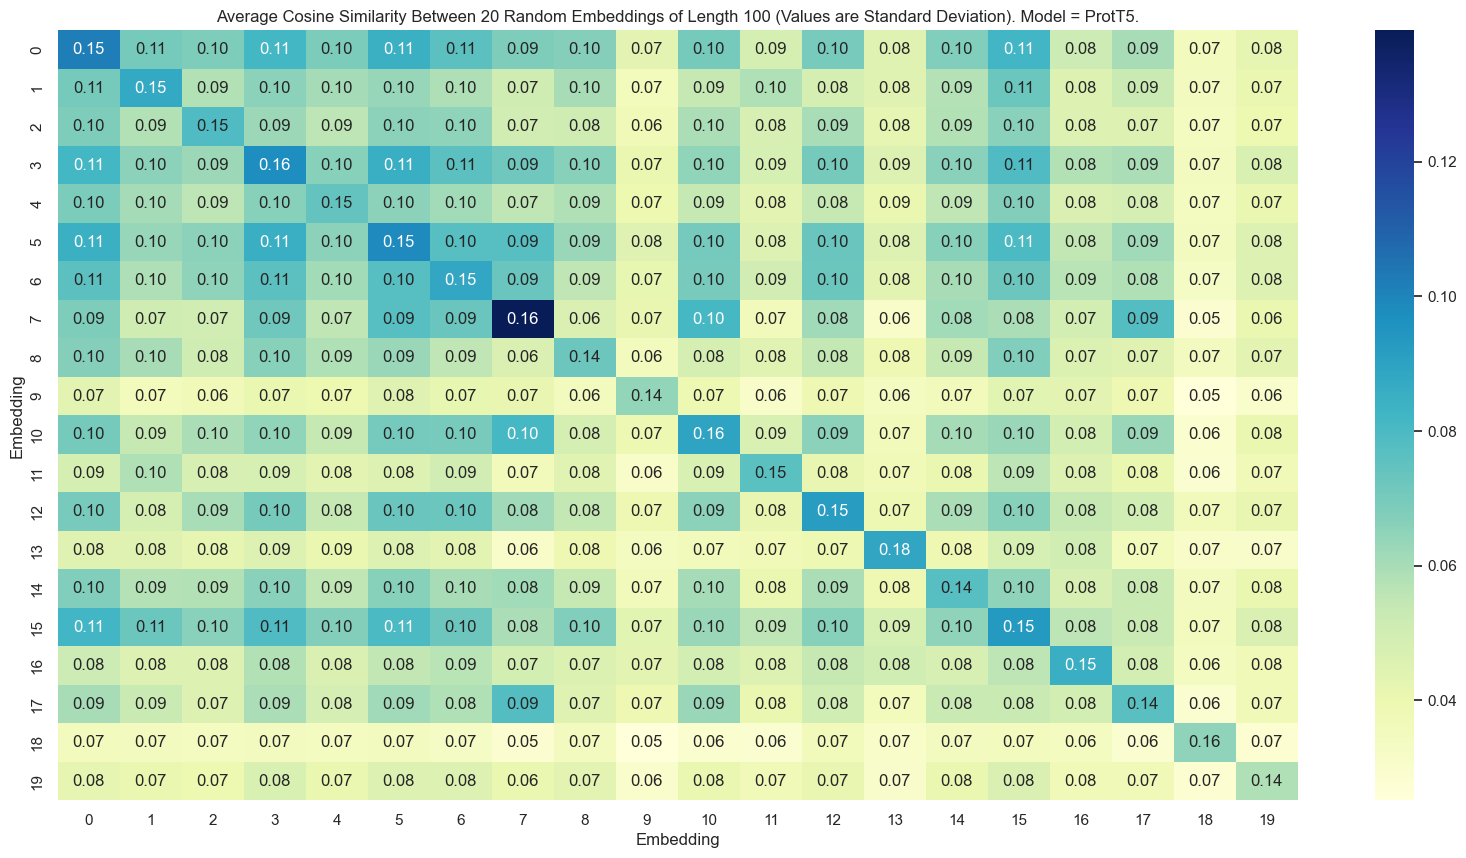 Average Cosine Similarity Between 20 Random Embeddings of Length 100 (Values are Standard Deviation). Model = ProtT5.
Embedding
0 0.15 0.11 0.10 0.11 0.10 0.11 0.11 0.09 0.10 0.07 0.10 0.09 0.10 0.08 0.10 0.11 0.08 0.09 0.07 0.08
1 0.11 0.15 0.09 0.10 0.10 0.10 0.10 0.07 0.10 0.07 0.09 0.10 0.08 0.08 0.09 0.11 0.08 0.09 0.07 0.07
2 0.10 0.09 0.15 0.09 0.09 0.10 0.10 0.07 0.08 0.06 0.10 0.08 0.09 0.08 0.09 0.10 0.08 0.07 0.07 0.07
3 0.11 0.10 0.09 0.16 0.10 0.11 0.11 0.09 0.10 0.07 0.10 0.09 0.10 0.09 0.10 0.11 0.08 0.09 0.07 0.08
4 0.10 0.10 0.09 0.10 0.15 0.10 0.10 0.07 0.09 0.07 0.09 0.08 0.08 0.09 0.09 0.10 0.08 0.08 0.07 0.07
5 0.11 0.10 0.10 0.11 0.10 0.15 0.10 0.09 0.09 0.08 0.10 0.08 0.10 0.08 0.10 0.11 0.08 0.09 0.07 0.08
6 0.11 0.10 0.10 0.11 0.10 0.10 0.15 0.09 0.09 0.07 0.10 0.09 0.10 0.08 0.10 0.10 0.09 0.08 0.07 0.08
7 0.09 0.07 0.07 0.09 0.07 0.09 0.09 0.16 0.06 0.07 0.10 0.07 0.08 0.06 0.08 0.08 0.07 0.09 0.05 0.06
8 0.10 0.10 0.08 0.10 0.09 0.09 0.09 0.06 0.14 0.06 0.08 0.08 0.08 0.08 0.09 0.10 0.07 0.07 0.07 0.07
9 0.07 0.07 0.06 0.07 0.07 0.08 0.07 0.07 0.06 0.14 0.07 0.06 0.07 0.06 0.07 0.07 0.07 0.07 0.05 0.06
10 0.10 0.09 0.10 0.10 0.09 0.10 0.10 0.10 0.08 0.07 0.16 0.09 0.09 0.07 0.10 0.10 0.08 0.09 0.06 0.08
11 0.09 0.10 0.08 0.09 0.08 0.08 0.09 0.07 0.08 0.06 0.09 0.15 0.08 0.07 0.08 0.09 0.08 0.08 0.06 0.07
12 0.10 0.08 0.09 0.10 0.08 0.10 0.10 0.08 0.08 0.07 0.09 0.08 0.15 0.07 0.09 0.10 0.08 0.08 0.07 0.07
13 0.08 0.08 0.08 0.09 0.09 0.08 0.08 0.06 0.08 0.06 0.07 0.07 0.07 0.18 0.08 0.09 0.08 0.07 0.07 0.07
14 0.10 0.09 0.09 0.10 0.09 0.10 0.10 0.08 0.09 0.07 0.10 0.08 0.09 0.08 0.14 0.10 0.08 0.08 0.07 0.08
15 0.11 0.11 0.10 0.11 0.10 0.11 0.10 0.08 0.10 0.07 0.10 0.09 0.10 0.09 0.10 0.15 0.08 0.08 0.07 0.08
16 0.08 0.08 0.08 0.08 0.08 0.08 0.09 0.07 0.07 0.07 0.08 0.08 0.08 0.08 0.08 0.08 0.15 0.08 0.06 0.08
17 0.09 0.09 0.07 0.09 0.08 0.09 0.08 0.09 0.07 0.07 0.09 0.08 0.08 0.07 0.08 0.08 0.08 0.14 0.06 0.07
18 0.07 0.07 0.07 0.07 0.07 0.07 0.07 0.05 0.07 0.05 0.06 0.06 0.07 0.07 0.07 0.07 0.06 0.06 0.16 0.07
19 0.08 0.07 0.07 0.08 0.07 0.08 0.08 0.06 0.07 0.06 0.08 0.07 0.07 0.07 0.08 0.08 0.08 0.07 0.07 0.14
0 1 2 3 4 5 6 7 8 9 10 11 12 13 14 15 16 17 18 19
Embedding
0.12
0.10
0.08
0.06
0.04